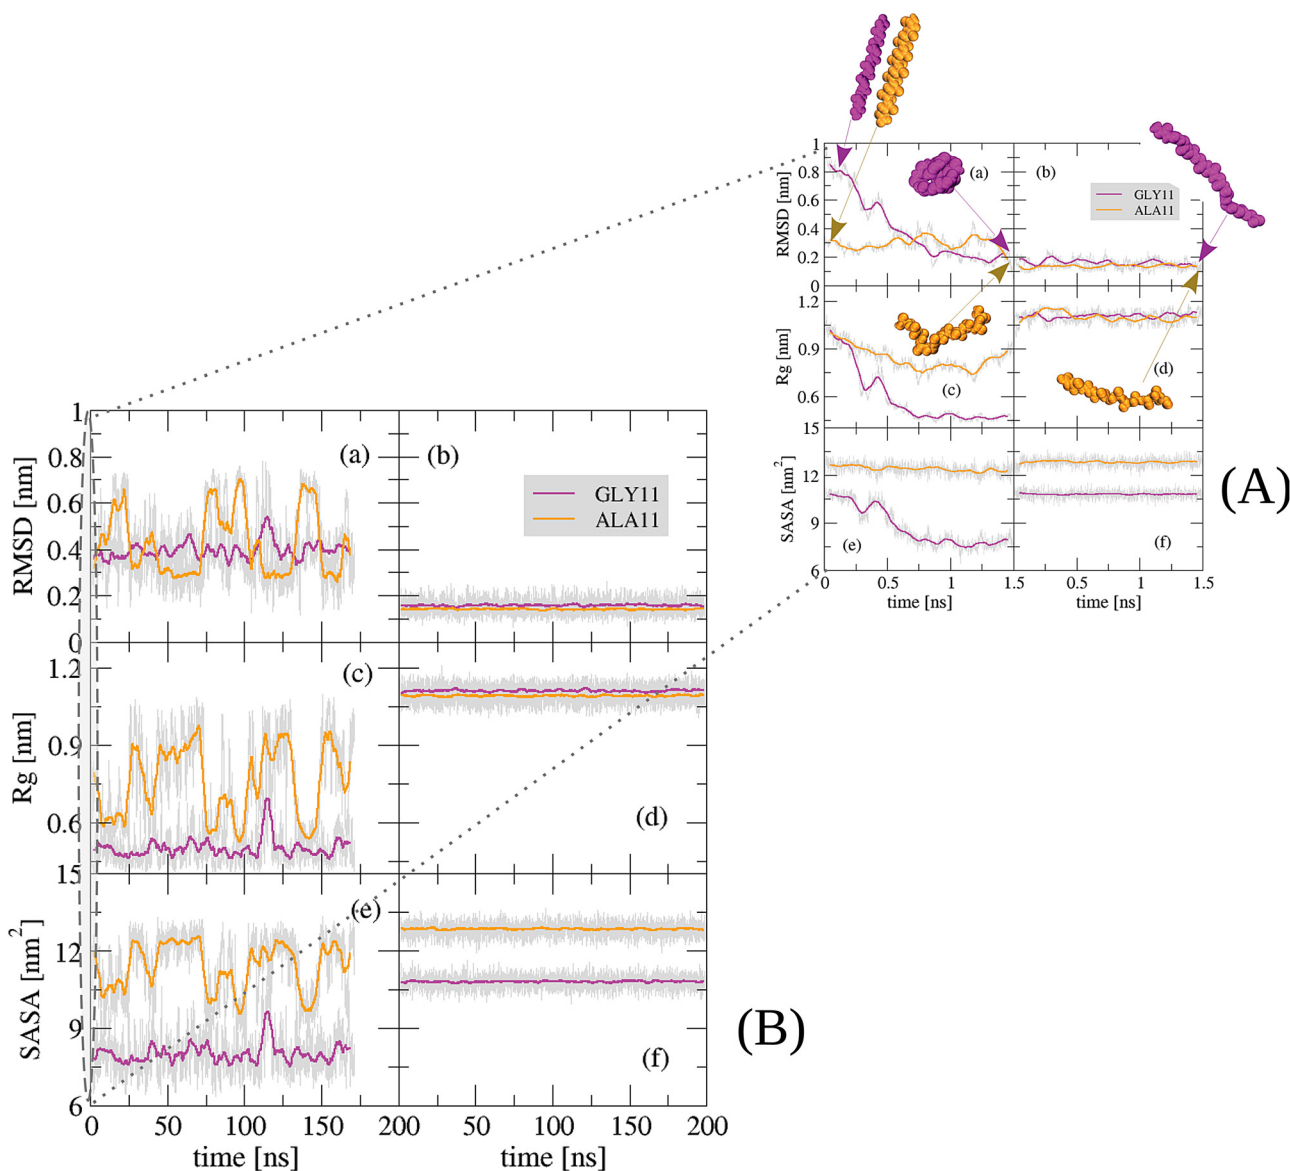 1
0.8
0.6
0.4
0.2
0
RMSD [nm]
(a)
(b)
GLY11
ALA11
1.2
0.9
0.6
Rg [nm]
(c)
(d)
15
12
9
6
SASA [nm2]
(e)
(f)
0
0.5
1
1.5
0.5
1
1.5
time [ns]
time [ns]
(A)
1
0.8
0.6
0.4
0.2
0
RMSD [nm]
(a)
(b)
GLY11
ALA11
1.2
0.9
0.6
Rg [nm]
(c)
(d)
15
12
9
6
SASA [nm2]
(e)
(f)
0
50
100
150
200
50
100
150
200
time [ns]
time [ns]
(B)